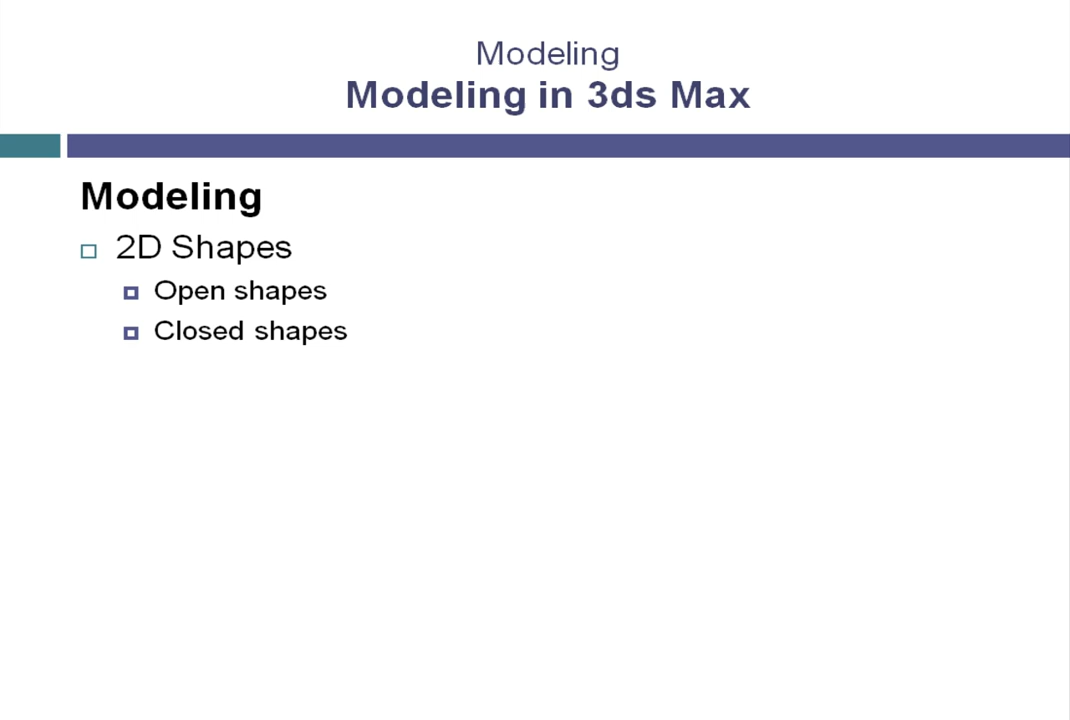 Modeling
Modeling in 3ds Max
Modeling
2D Shapes
Open shapes
Closed shapes